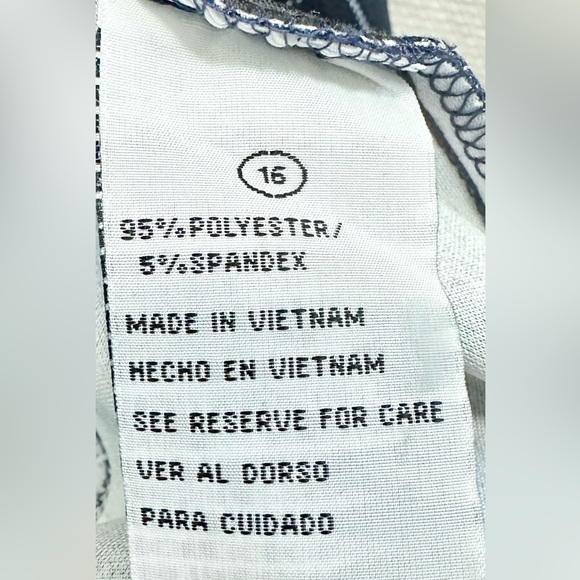 16
95% POLYESTER/
5% SPANDEX
MADE IN VIETNAM
HECHO EN VIETNAM
SEE RESERVE FOR CARE
VER AL DORSO
PARA CUIDADO